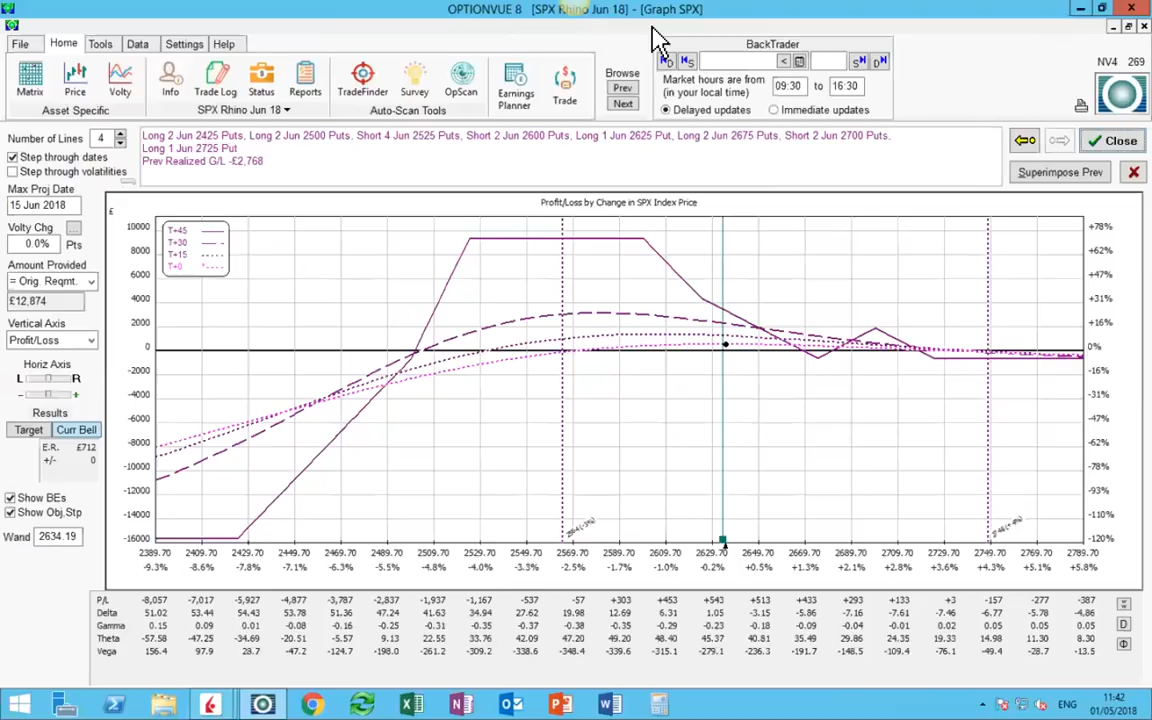 OPTIONVUE 8 [SPX Rhino Jun 18] - [Graph SPX]
File Home Tools Data Settings Help
BackTrader
NV4 269
Matrix Price Volty Info Trade Log Status Reports TradeFinder Survey OpScan Earnings Planner Trade
Browse
Prev
Next
Market hours are from
(in your local time)
09:30 to 16:30
Delayed updates Immediate updates
Asset Specific SPX Rhino Jun 18 Auto-Scan Tools
Number of Lines 4
Step through dates
Step through volatilities
Long 2 Jun 2425 Puts, Long 2 Jun 2500 Puts, Short 4 Jun 2525 Puts, Short 2 Jun 2600 Puts, Long 1 Jun 2625 Put, Long 2 Jun 2675 Puts, Short 2 Jun 2700 Puts,
Long 1 Jun 2725 Put
Prev Realized G/L -£2,768
Close
Superimpose Prev
Max Proj Date
15 Jun 2018
Volty Chg
0.0% Pts
Amount Provided
= Orig. Reqmt.
£12,874
Vertical Axis
Profit/Loss
Horiz Axis
L R
- +
Results
Target Curr Bell
E.R. £712
+/- 0
Show BEs
Show Obj,Stp
Wand 2634.19
Profit/Loss by Change in SPX Index Price
£
T+45
T+30
T+15
T+0
10000 +78%
8000 +62%
6000 +47%
4000 +31%
2000 +16%
0 0%
-2000 -16%
-4000 -31%
-6000 -47%
-8000 -62%
-10000 -78%
-12000 -93%
-14000 -110%
-16000 -120%
2389.70 2409.70 2429.70 2449.70 2469.70 2489.70 2509.70 2529.70 2549.70 2569.70 2589.70 2609.70 2629.70 2649.70 2669.70 2689.70 2709.70 2729.70 2749.70 2769.70 2789.70
-9.3% -8.6% -7.8% -7.1% -6.3% -5.5% -4.8% -4.0% -3.3% -2.5% -1.7% -1.0% -0.2% +0.5% +1.3% +2.1% +2.8% +3.6% +4.3% +5.1% +5.8%
P/L -8,057 -7,017 -5,927 -4,877 -3,787 -2,837 -1,937 -1,167 -537 -57 +303 +453 +543 +513 +433 +293 +133 +3 -157 -277 -387
Delta 51.02 53.44 54.43 53.78 51.36 47.24 41.63 34.94 27.62 19.98 12.69 6.31 1.05 -3.15 -5.86 -7.16 -7.61 -7.46 -6.77 -5.78 -4.86
Gamma 0.15 0.09 0.01 -0.08 -0.16 -0.25 -0.31 -0.35 -0.37 -0.38 -0.35 -0.29 -0.23 -0.18 -0.09 -0.04 -0.01 0.02 0.05 0.05 0.05
Theta -57.58 -47.25 -34.69 -20.51 -5.57 9.13 22.55 33.76 42.09 47.20 49.20 48.40 45.37 40.81 35.49 29.86 24.35 19.33 14.98 11.30 8.30
Vega 156.4 97.9 28.7 -47.2 -124.7 -198.0 -261.2 -309.2 -338.6 -348.4 -339.6 -315.1 -279.1 -236.3 -191.7 -148.5 -109.4 -76.1 -49.4 -28.7 -13.5
ENG
11:42
01/05/2018